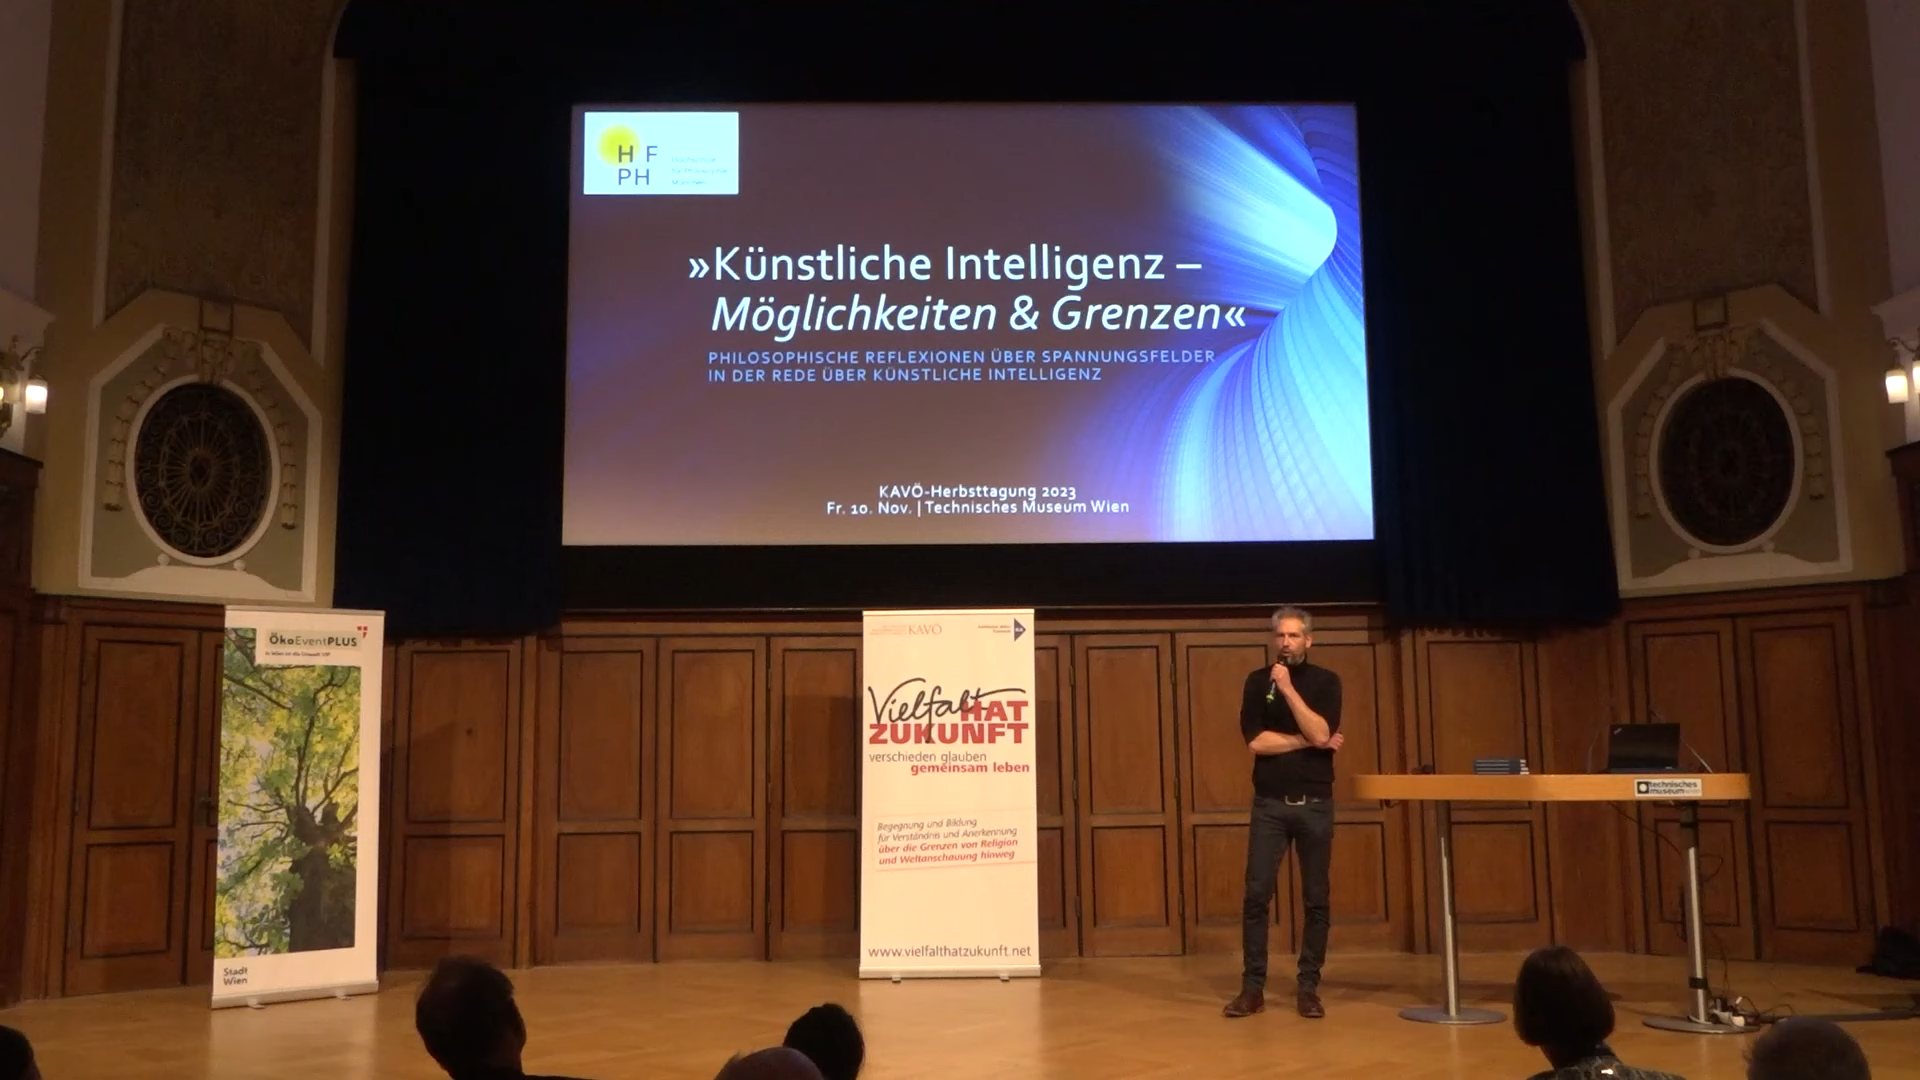 H F
PH
»Künstliche Intelligenz –
Möglichkeiten & Grenzen«
PHILOSOPHISCHE REFLEXIONEN ÜBER SPANNUNGSFELDER
IN DER REDE ÜBER KÜNSTLICHE INTELLIGENZ
KAVÖ-Herbsttagung 2023
Fr. 10. Nov. | Technisches Museum Wien
ÖkoEventPLUS
Stadt
Wien
KAVÖ
Vielfalt HAT
ZUKUNFT
verschieden glauben
gemeinsam leben
Begegnung und Bildung
für Verständnis und Anerkennung
über die Grenzen von Religion
und Weltanschauung hinweg
www.vielfalthatzukunft.net
technisches
museum